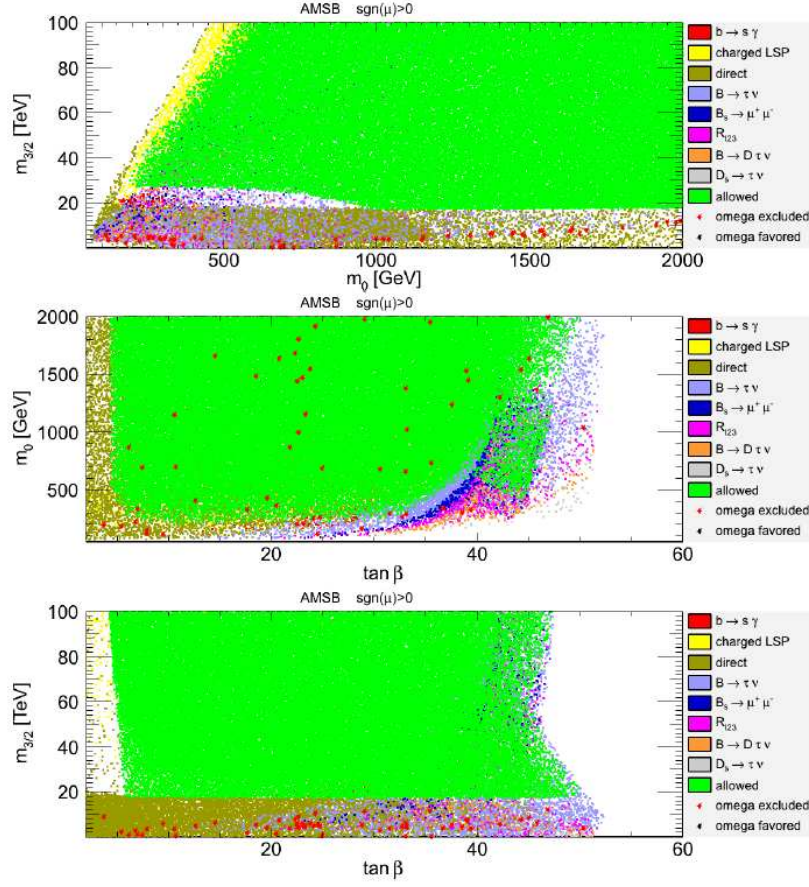 AMSB sgn(μ)>0
m3/2 [TeV]
100
80
60
40
20
500
1000
1500
2000
m0 [GeV]
b → s γ
charged LSP
direct
B → τ ν
Bs → μ+ μ-
Rl23
B → D τ ν
Ds → τ ν
allowed
omega excluded
omega favored
AMSB sgn(μ)>0
m0 [GeV]
2000
1500
1000
500
20
40
60
tan β
b → s γ
charged LSP
direct
B → τ ν
Bs → μ+ μ-
Rl23
B → D τ ν
Ds → τ ν
allowed
omega excluded
omega favored
AMSB sgn(μ)>0
m3/2 [TeV]
100
80
60
40
20
20
40
60
tan β
b → s γ
charged LSP
direct
B → τ ν
Bs → μ+ μ-
Rl23
B → D τ ν
Ds → τ ν
allowed
omega excluded
omega favored